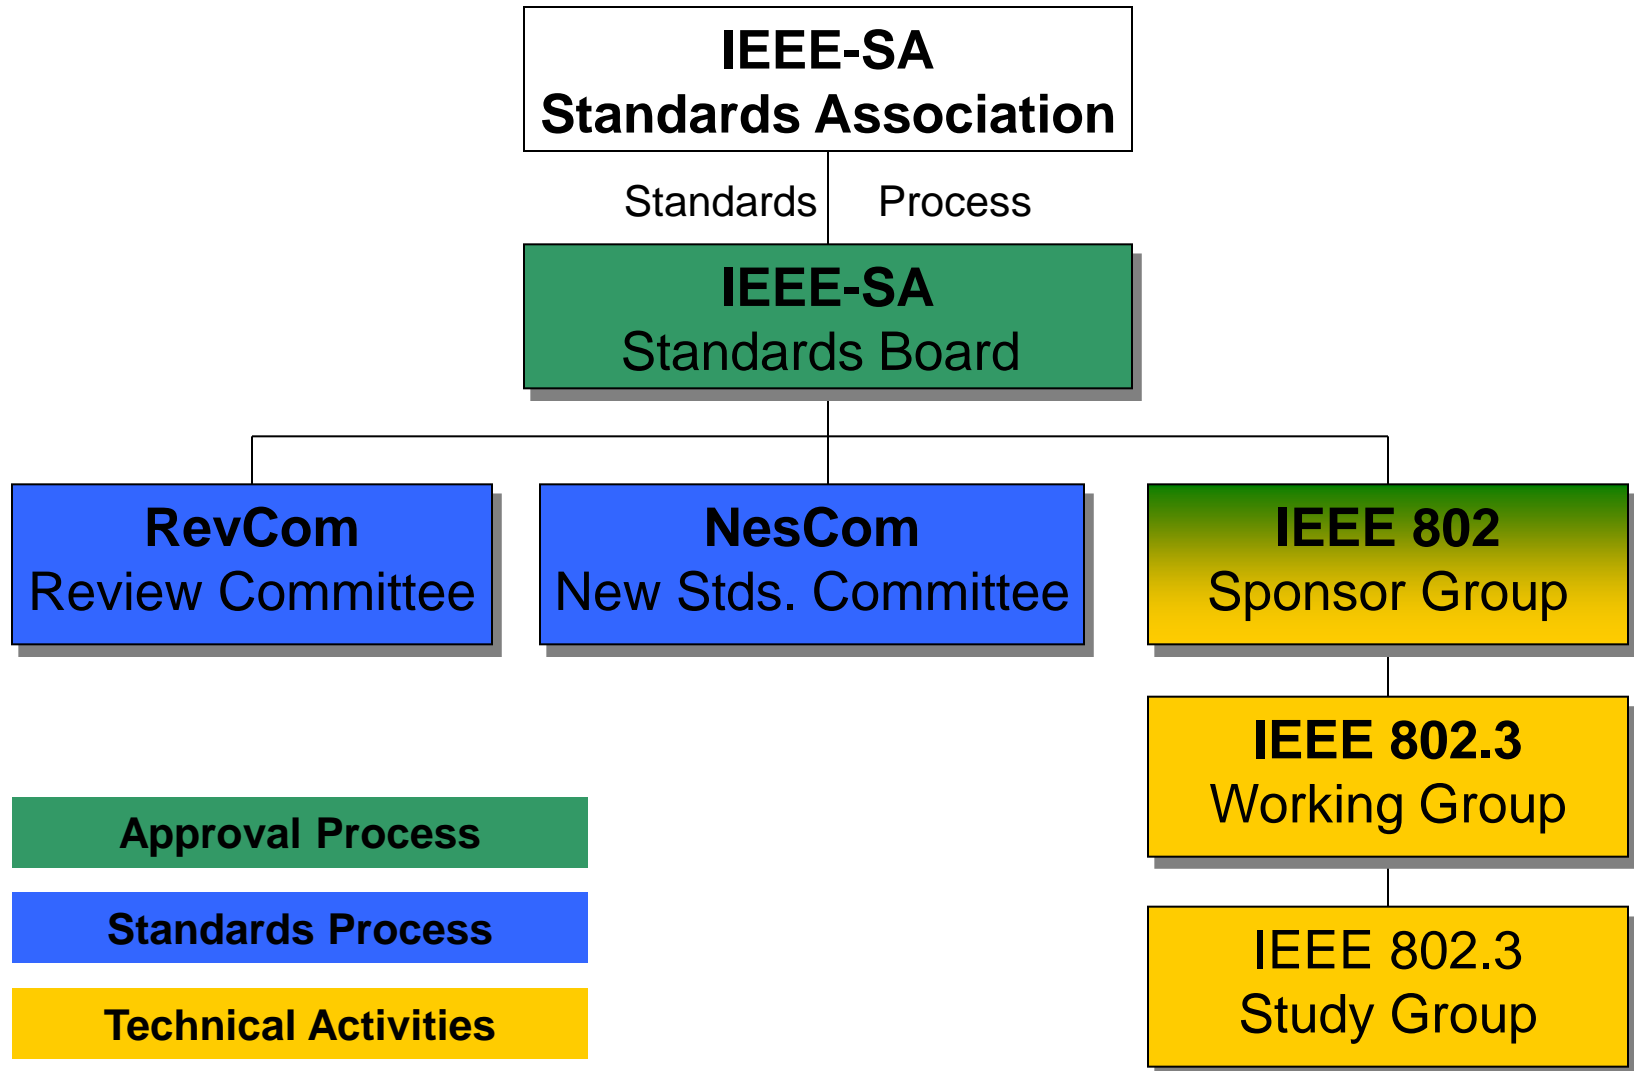 IEEE-SA
Standards Association
Standards Process
IEEE-SA
Standards Board
RevCom
Review Committee
NesCom
New Stds. Committee
IEEE 802
Sponsor Group
IEEE 802.3
Working Group
IEEE 802.3
Study Group
Approval Process
Standards Process
Technical Activities